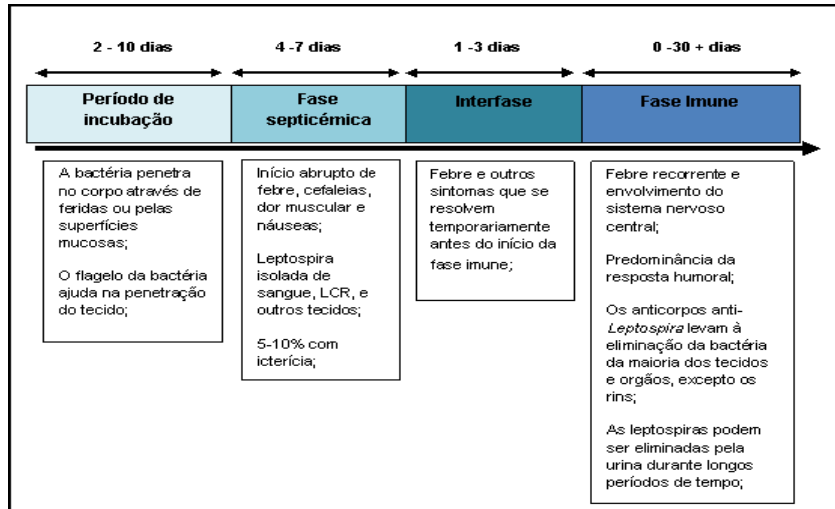 2 - 10 dias
4 -7 dias
1 -3 dias
0 -30 + dias
Período de
incubação
Fase
septicémica
Interfase
Fase Imune
A bactéria penetra
no corpo através de
feridas ou pelas
superfícies
mucosas;
O flagelo da bactéria
ajuda na penetração
do tecido;
Início abrupto de
febre, cefaleias,
dor muscular e
náuseas;
Leptospira
isolada de
sangue, LCR, e
outros tecidos;
5-10% com
icterícia;
Febre e outros
sintomas que se
resolvem
temporariamente
antes do início da
fase imune;
Febre recorrente e
envolvimento do
sistema nervoso
central;
Predominância da
resposta humoral;
Os anticorpos anti-
Leptospira levam à
eliminação da bactéria
da maioria dos tecidos
e orgãos, excepto os
rins;
As leptospiras podem
ser eliminadas pela
urina durante longos
períodos de tempo;